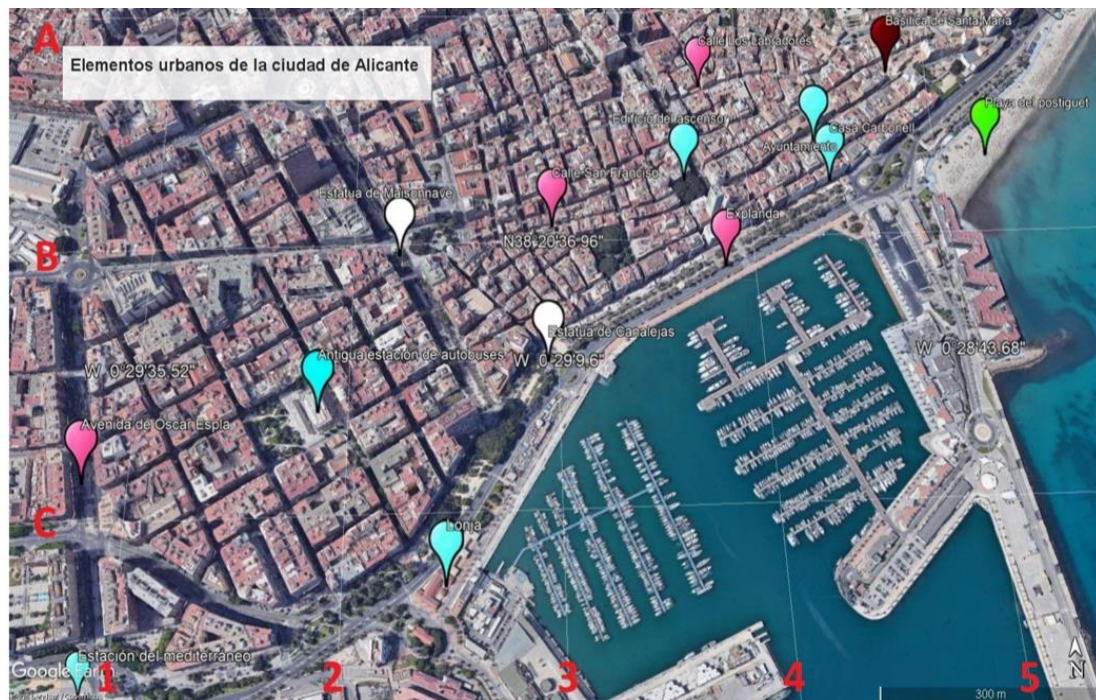 A
Basílica de Santa María
Calle Los Labradores
Elementos urbanos de la ciudad de Alicante
Playa del postiguet
Edificio del ascensor
Casa Carbonell
Ayuntamiento
Calle San Franciso
Estatua de Maisonnave
Explanda
N38°20'36.96"
B
Estatua de Canalejas
W 0°28'43.68"
Antigua estación de autobuses
W 0°29'9.6"
W 0°29'35.52"
Avenida de Oscar Espla
C
Lonja
Estación del mediterráneo
Google Earth
1
2
3
4
5
N
300 m